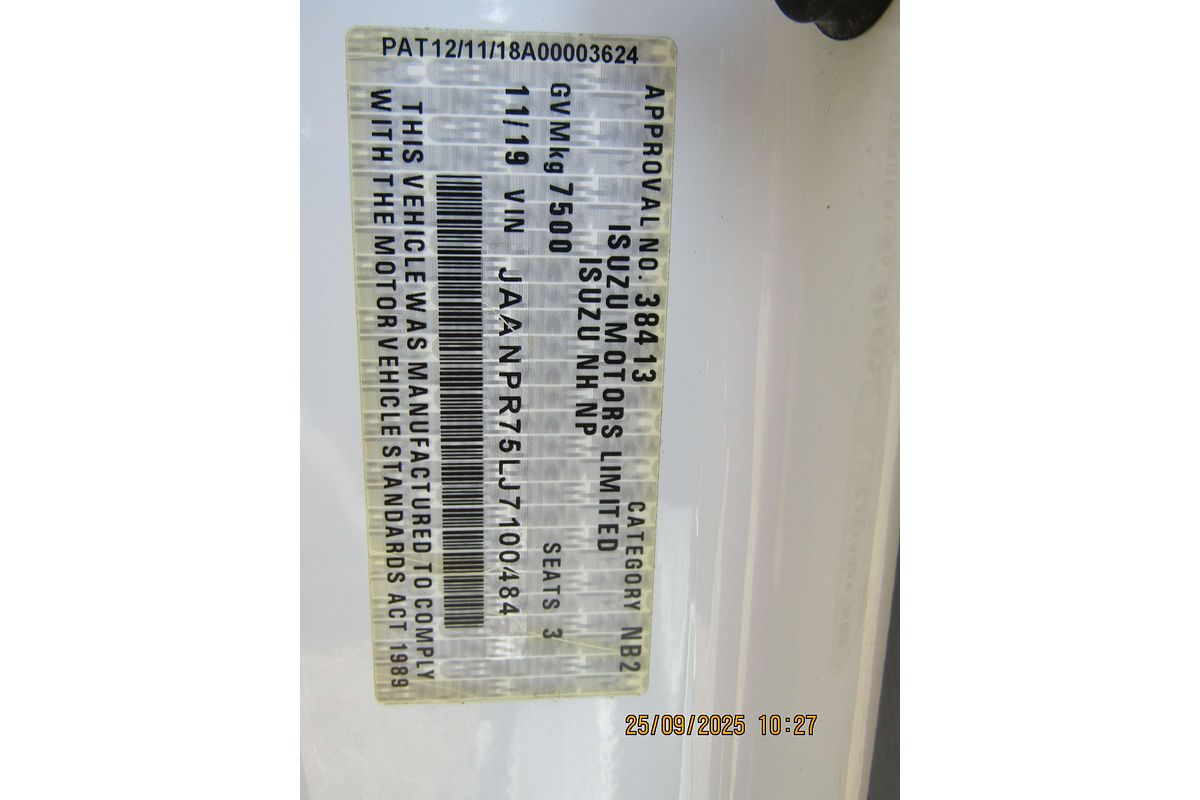 PAT12/11/18A00003624
APPROVAL NO. 38413 CATEGORY NB2
ISUZU MOTORS LIMITED
ISUZU NH NP
GVMkg 7500 SEATS 3
11/19 VIN JAANPR75LJ7100484
THIS VEHICLE WAS MANUFACTURED TO COMPLY
WITH THE MOTOR VEHICLE STANDARDS ACT 1989
25/09/2025 10:27